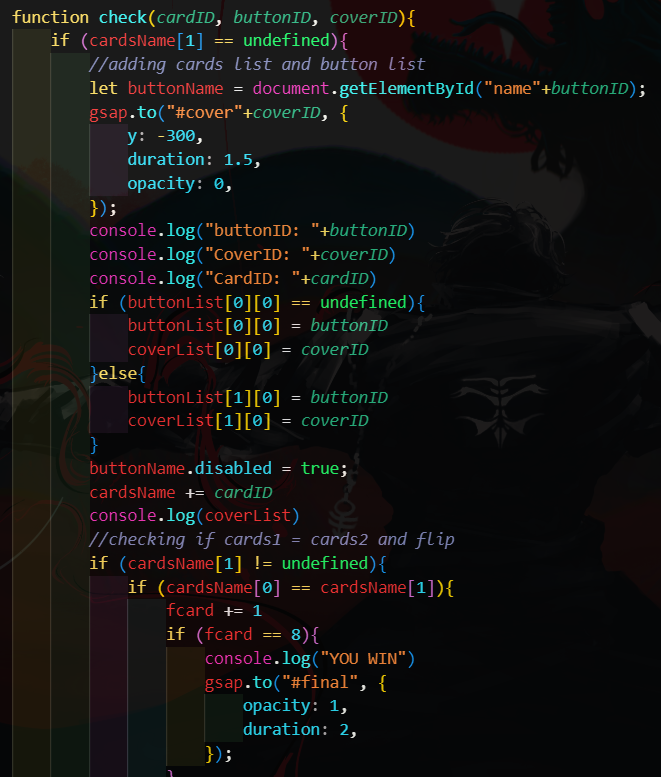 function check(cardID, buttonID, coverID){
if (cardsName[1] == undefined){
//adding cards list and button list
let buttonName = document.getElementById("name"+buttonID);
gsap.to("#cover"+coverID, {
y: -300,
duration: 1.5,
opacity: 0,
});
console.log("buttonID: "+buttonID)
console.log("CoverID: "+coverID)
console.log("CardID: "+cardID)
if (buttonList[0][0] == undefined){
buttonList[0][0] = buttonID
coverList[0][0] = coverID
}else{
buttonList[1][0] = buttonID
coverList[1][0] = coverID
}
buttonName.disabled = true;
cardsName += cardID
console.log(coverList)
//checking if cards1 = cards2 and flip
if (cardsName[1] != undefined){
if (cardsName[0] == cardsName[1]){
fcard += 1
if (fcard == 8){
console.log("YOU WIN")
gsap.to("#final", {
opacity: 1,
duration: 2,
});
}